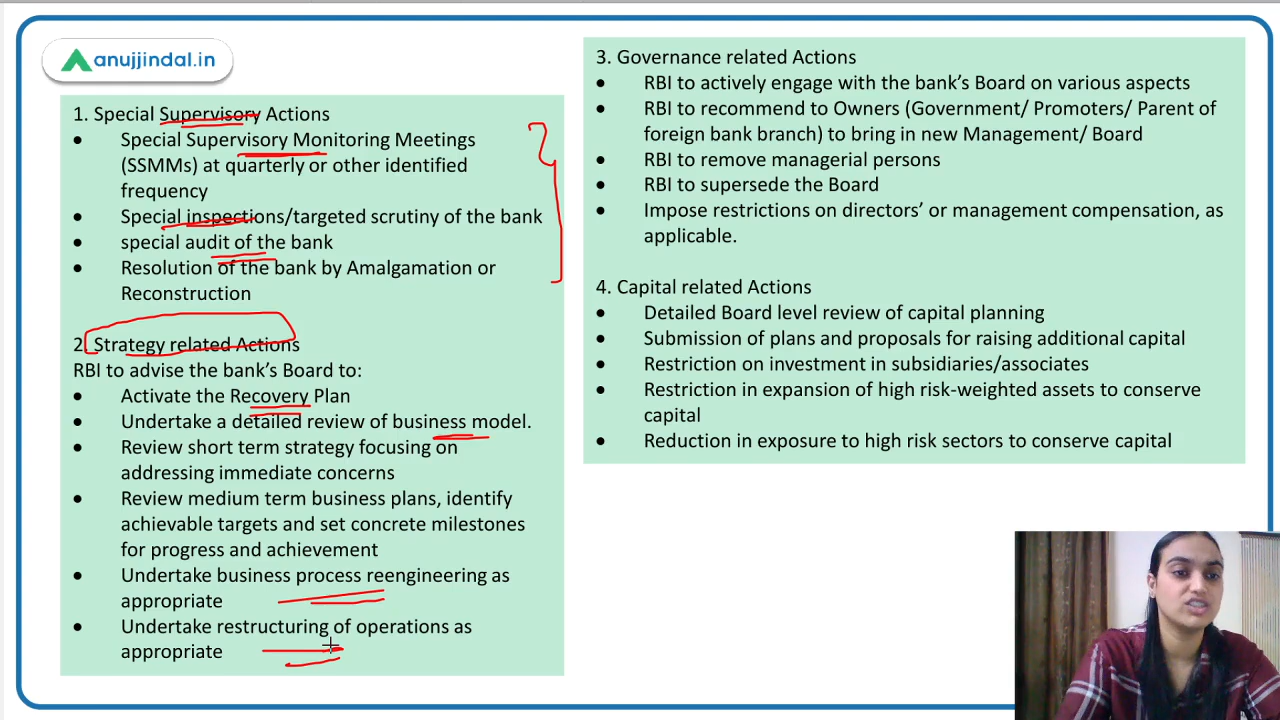 anujjindal.in
1. Special Supervisory Actions
• Special Supervisory Monitoring Meetings
(SSMMs) at quarterly or other identified
frequency
• Special inspections/targeted scrutiny of the bank
• special audit of the bank
• Resolution of the bank by Amalgamation or
Reconstruction
2. Strategy related Actions
RBI to advise the bank's Board to:
• Activate the Recovery Plan
• Undertake a detailed review of business model.
• Review short term strategy focusing on
addressing immediate concerns
• Review medium term business plans, identify
achievable targets and set concrete milestones
for progress and achievement
• Undertake business process reengineering as
appropriate
• Undertake restructuring of operations as
appropriate
3. Governance related Actions
• RBI to actively engage with the bank's Board on various aspects
• RBI to recommend to Owners (Government/ Promoters/ Parent of
foreign bank branch) to bring in new Management/ Board
• RBI to remove managerial persons
• RBI to supersede the Board
• Impose restrictions on directors' or management compensation, as
applicable.
4. Capital related Actions
• Detailed Board level review of capital planning
• Submission of plans and proposals for raising additional capital
• Restriction on investment in subsidiaries/associates
• Restriction in expansion of high risk-weighted assets to conserve
capital
• Reduction in exposure to high risk sectors to conserve capital